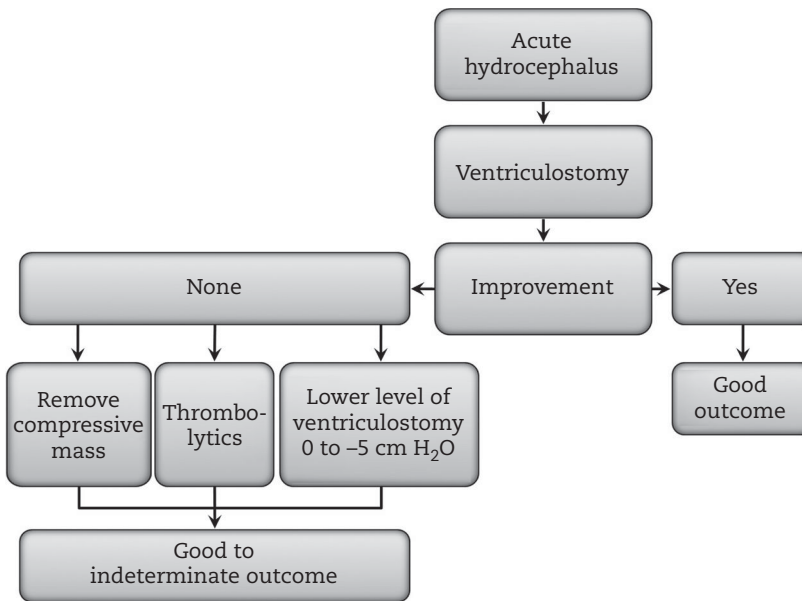 Acute
hydrocephalus
Ventriculostomy
None
Improvement
Yes
Remove
compressive
mass
Thrombo-
lytics
Lower level of
ventriculostomy
0 to –5 cm H₂O
Good
outcome
Good to
indeterminate outcome